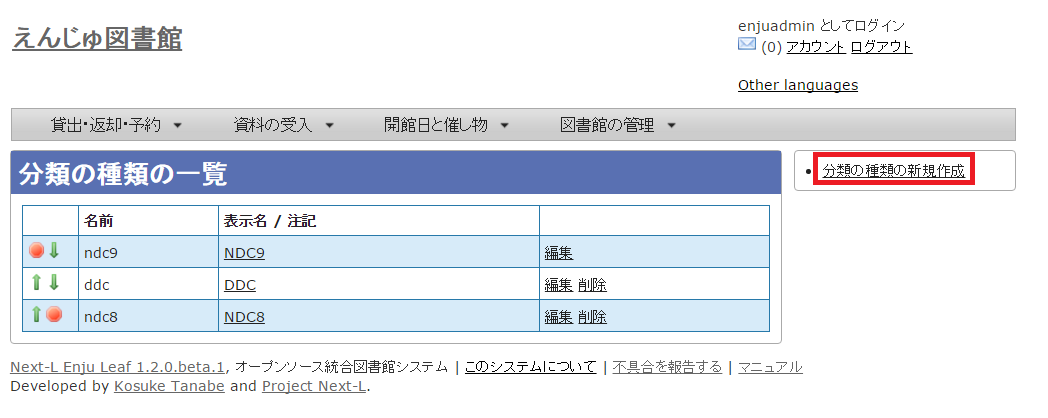 えんじゅ図書館
enjuadmin としてログイン
(0) アカウント ログアウト
Other languages
貸出・返却・予約 資料の受入 開館日と催し物 図書館の管理
分類の種類の一覧
分類の種類の新規作成
名前 表示名 / 注記
ndc9 NDC9 編集
ddc DDC 編集 削除
ndc8 NDC8 編集 削除
Next-L Enju Leaf 1.2.0.beta.1, オープンソース統合図書館システム | このシステムについて | 不具合を報告する | マニュアル
Developed by Kosuke Tanabe and Project Next-L.